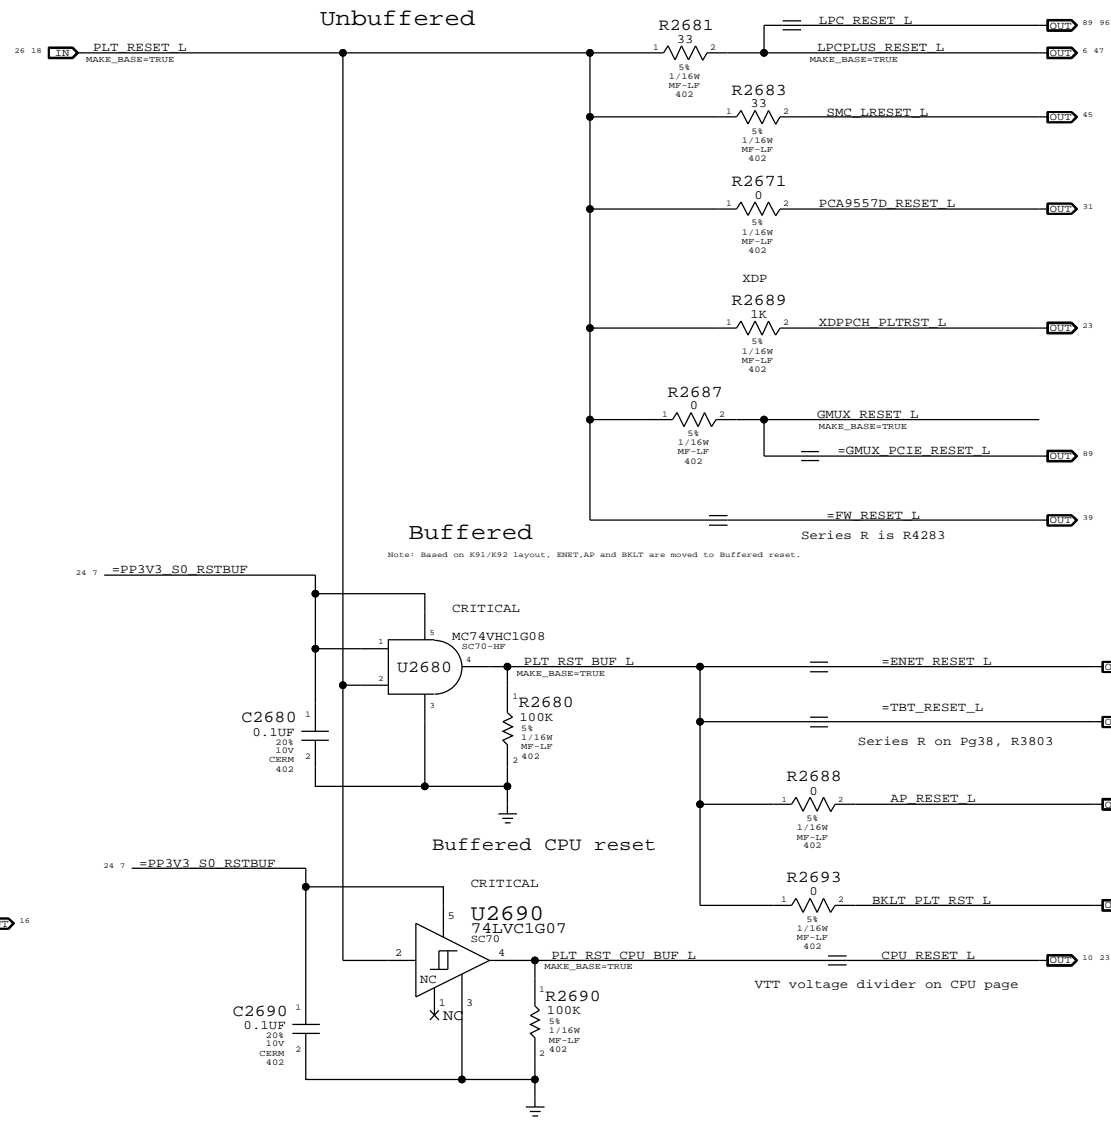 Unbuffered
26 18 IN PLT_RESET_L
MAKE_BASE=TRUE
R2681
33
1 2
5%
1/16W
MF-LF
402
LPC_RESET_L OUT 89 96
LPCPLUS_RESET_L OUT 6 47
MAKE_BASE=TRUE
R2683
33
1 2
5%
1/16W
MF-LF
402
SMC_LRESET_L OUT 45
R2671
0
1 2
5%
1/16W
MF-LF
402
PCA9557D_RESET_L OUT 31
XDP
R2689
1K
1 2
5%
1/16W
MF-LF
402
XDPPCH_PLTRST_L OUT 23
R2687
0
1 2
5%
1/16W
MF-LF
402
GMUX_RESET_L
MAKE_BASE=TRUE
=GMUX_PCIE_RESET_L OUT 89
=FW_RESET_L OUT 39
Series R is R4283
Buffered
Note: Based on K91/K92 layout, ENET,AP and BKLT are moved to Buffered reset.
24 7 =PP3V3_S0_RSTBUF
CRITICAL
5
MC74VHC1G08
SC70-HF
1
U2680
4
2
3
PLT_RST_BUF_L
MAKE_BASE=TRUE
1
R2680
100K
5%
1/16W
MF-LF
402
2
C2680
1
0.1UF
20%
10V
CERM
402
2
=ENET_RESET_L
=TBT_RESET_L
Series R on Pg38, R3803
R2688
0
1 2
5%
1/16W
MF-LF
402
AP_RESET_L
R2693
0
1 2
5%
1/16W
MF-LF
402
BKLT_PLT_RST_L
Buffered CPU reset
24 7 =PP3V3_S0_RSTBUF
CRITICAL
5
U2690
74LVC1G07
SC70
2
4
NC
1
3
NC
PLT_RST_CPU_BUF_L
MAKE_BASE=TRUE
CPU_RESET_L OUT 10 23
VTT voltage divider on CPU page
1
R2690
100K
5%
1/16W
MF-LF
402
2
C2690
1
0.1UF
20%
10V
CERM
402
2
16